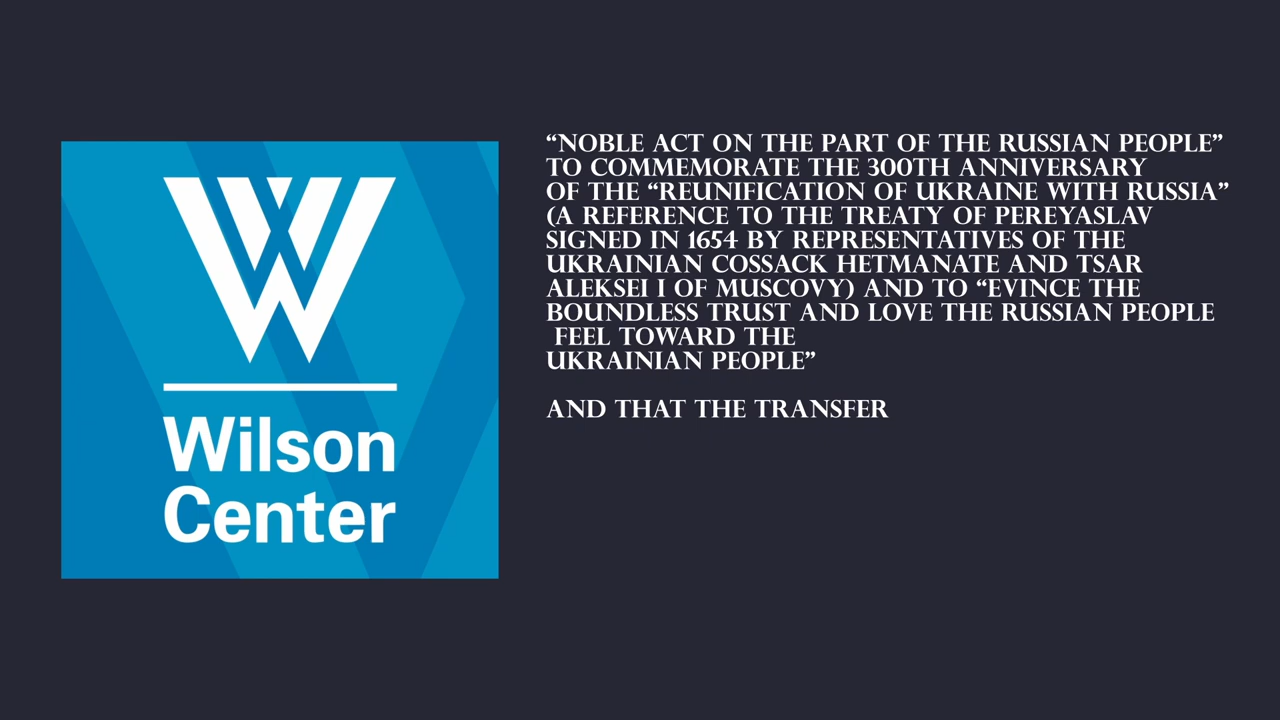 Wilson
Center
“NOBLE ACT ON THE PART OF THE RUSSIAN PEOPLE”
TO COMMEMORATE THE 300TH ANNIVERSARY
OF THE “REUNIFICATION OF UKRAINE WITH RUSSIA”
(A REFERENCE TO THE TREATY OF PEREYASLAV
SIGNED IN 1654 BY REPRESENTATIVES OF THE
UKRAINIAN COSSACK HETMANATE AND TSAR
ALEKSEI I OF MUSCOVY) AND TO “EVINCE THE
BOUNDLESS TRUST AND LOVE THE RUSSIAN PEOPLE
FEEL TOWARD THE
UKRAINIAN PEOPLE”
AND THAT THE TRANSFER